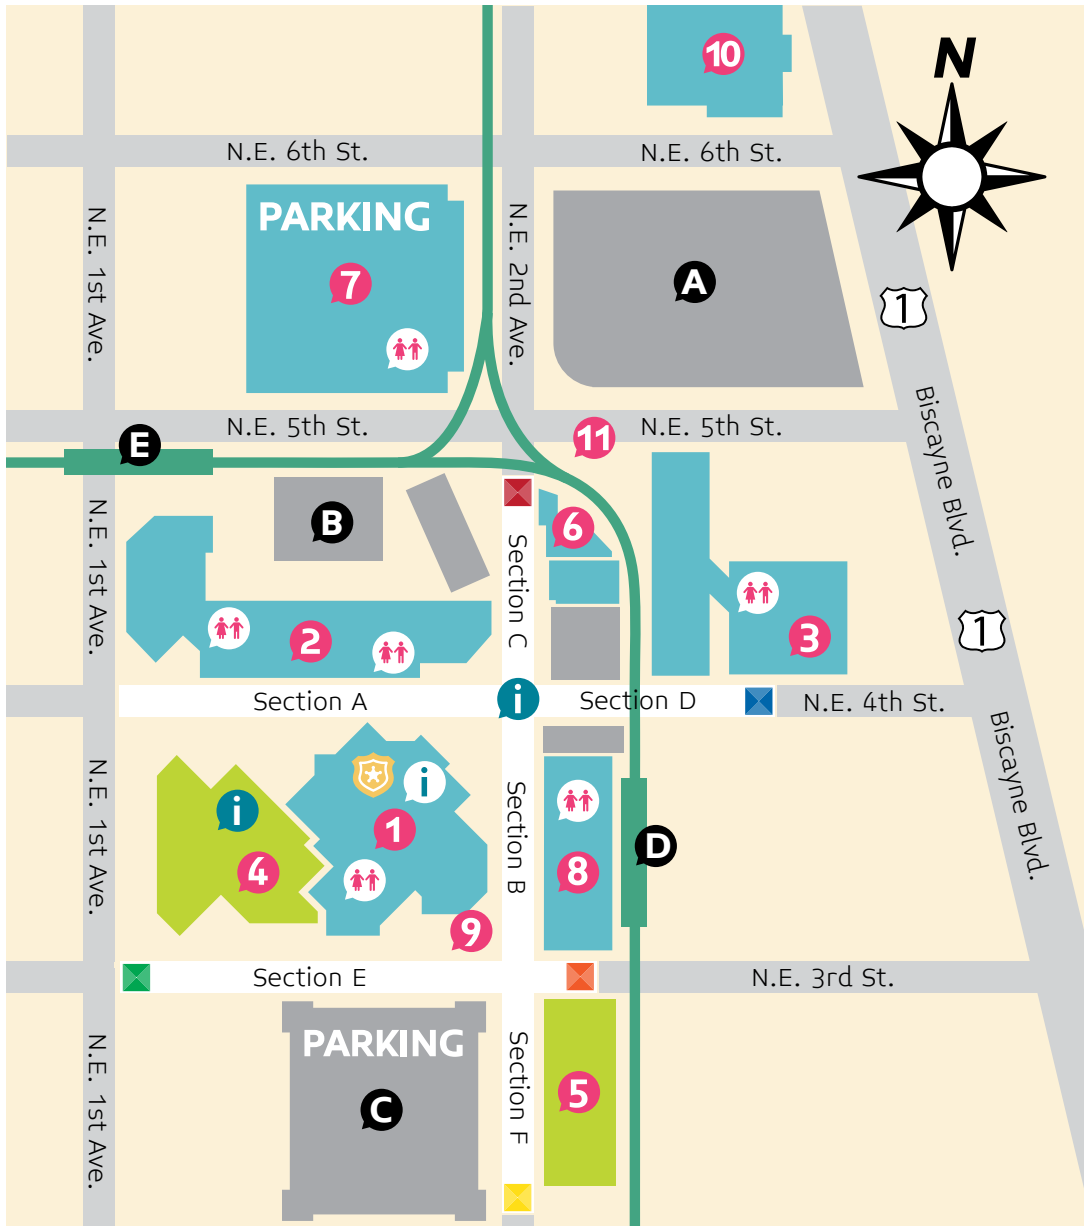 10
N
N.E. 6th St.
N.E. 6th St.
PARKING
7
N.E. 1st Ave.
N.E. 2nd Ave.
A
1
Biscayne Blvd.
N.E. 5th St.
11
N.E. 5th St.
E
B
6
N.E. 1st Ave.
Section C
2
3
1
Section A
i
Section D
N.E. 4th St.
Biscayne Blvd.
N.E. 1st Ave.
i
i
1
4
Section B
D
8
9
Section E
N.E. 3rd St.
PARKING
C
N.E. 1st Ave.
Section F
5